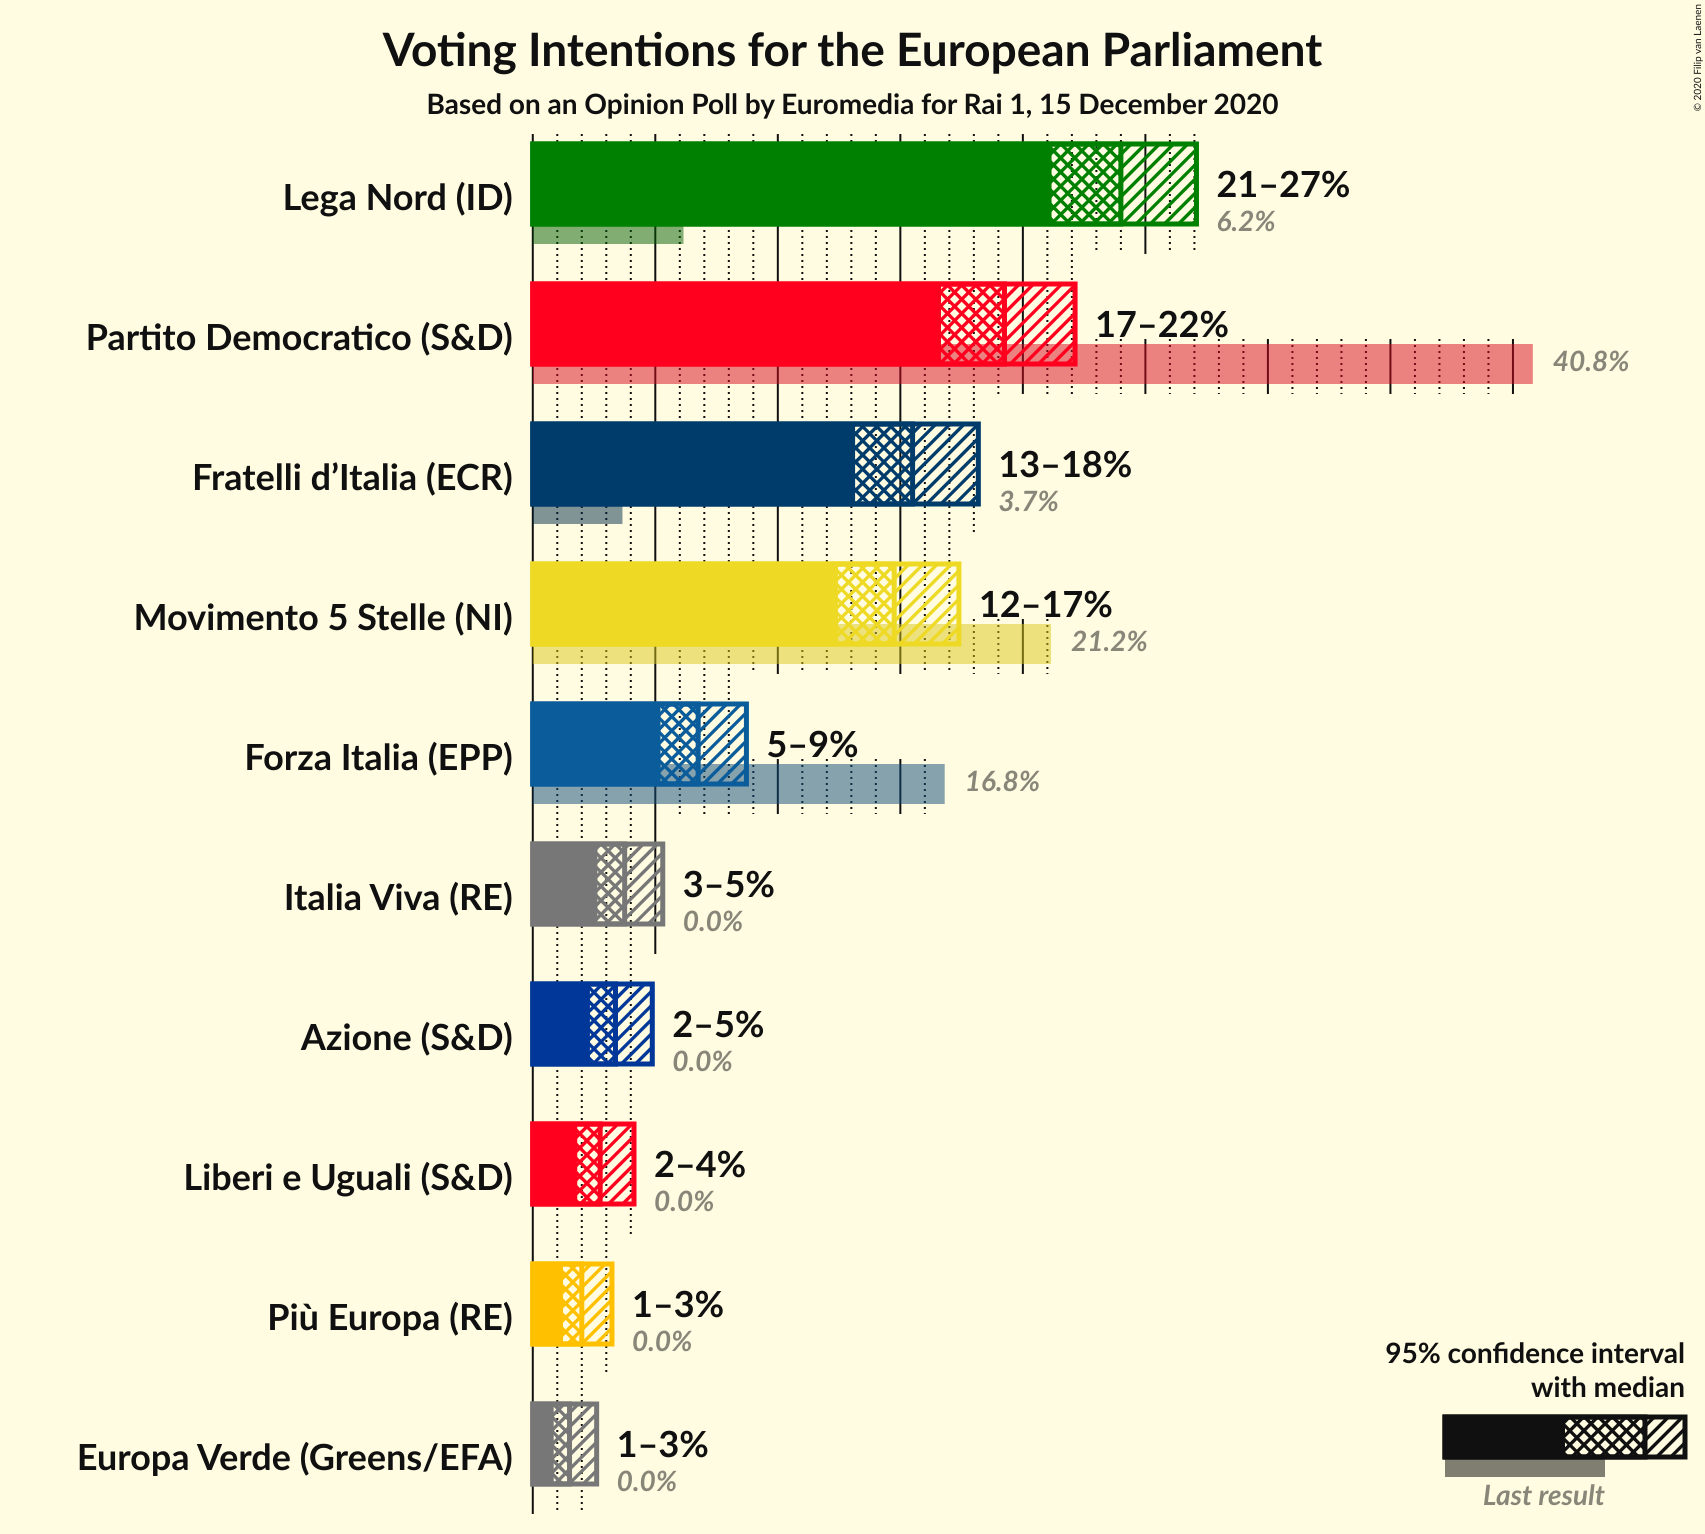 Voting Intentions for the European Parliament
Based on an Opinion Poll by Euromedia for Rai 1, 15 December 2020
© 2020 Filip van Laenen
Lega Nord (ID)
21–27%
6.2%
Partito Democratico (S&D)
17–22%
40.8%
Fratelli d’Italia (ECR)
13–18%
3.7%
Movimento 5 Stelle (NI)
12–17%
21.2%
Forza Italia (EPP)
5–9%
16.8%
Italia Viva (RE)
3–5%
0.0%
Azione (S&D)
2–5%
0.0%
Liberi e Uguali (S&D)
2–4%
0.0%
Più Europa (RE)
1–3%
0.0%
Europa Verde (Greens/EFA)
1–3%
0.0%
95% confidence interval
with median
Last result